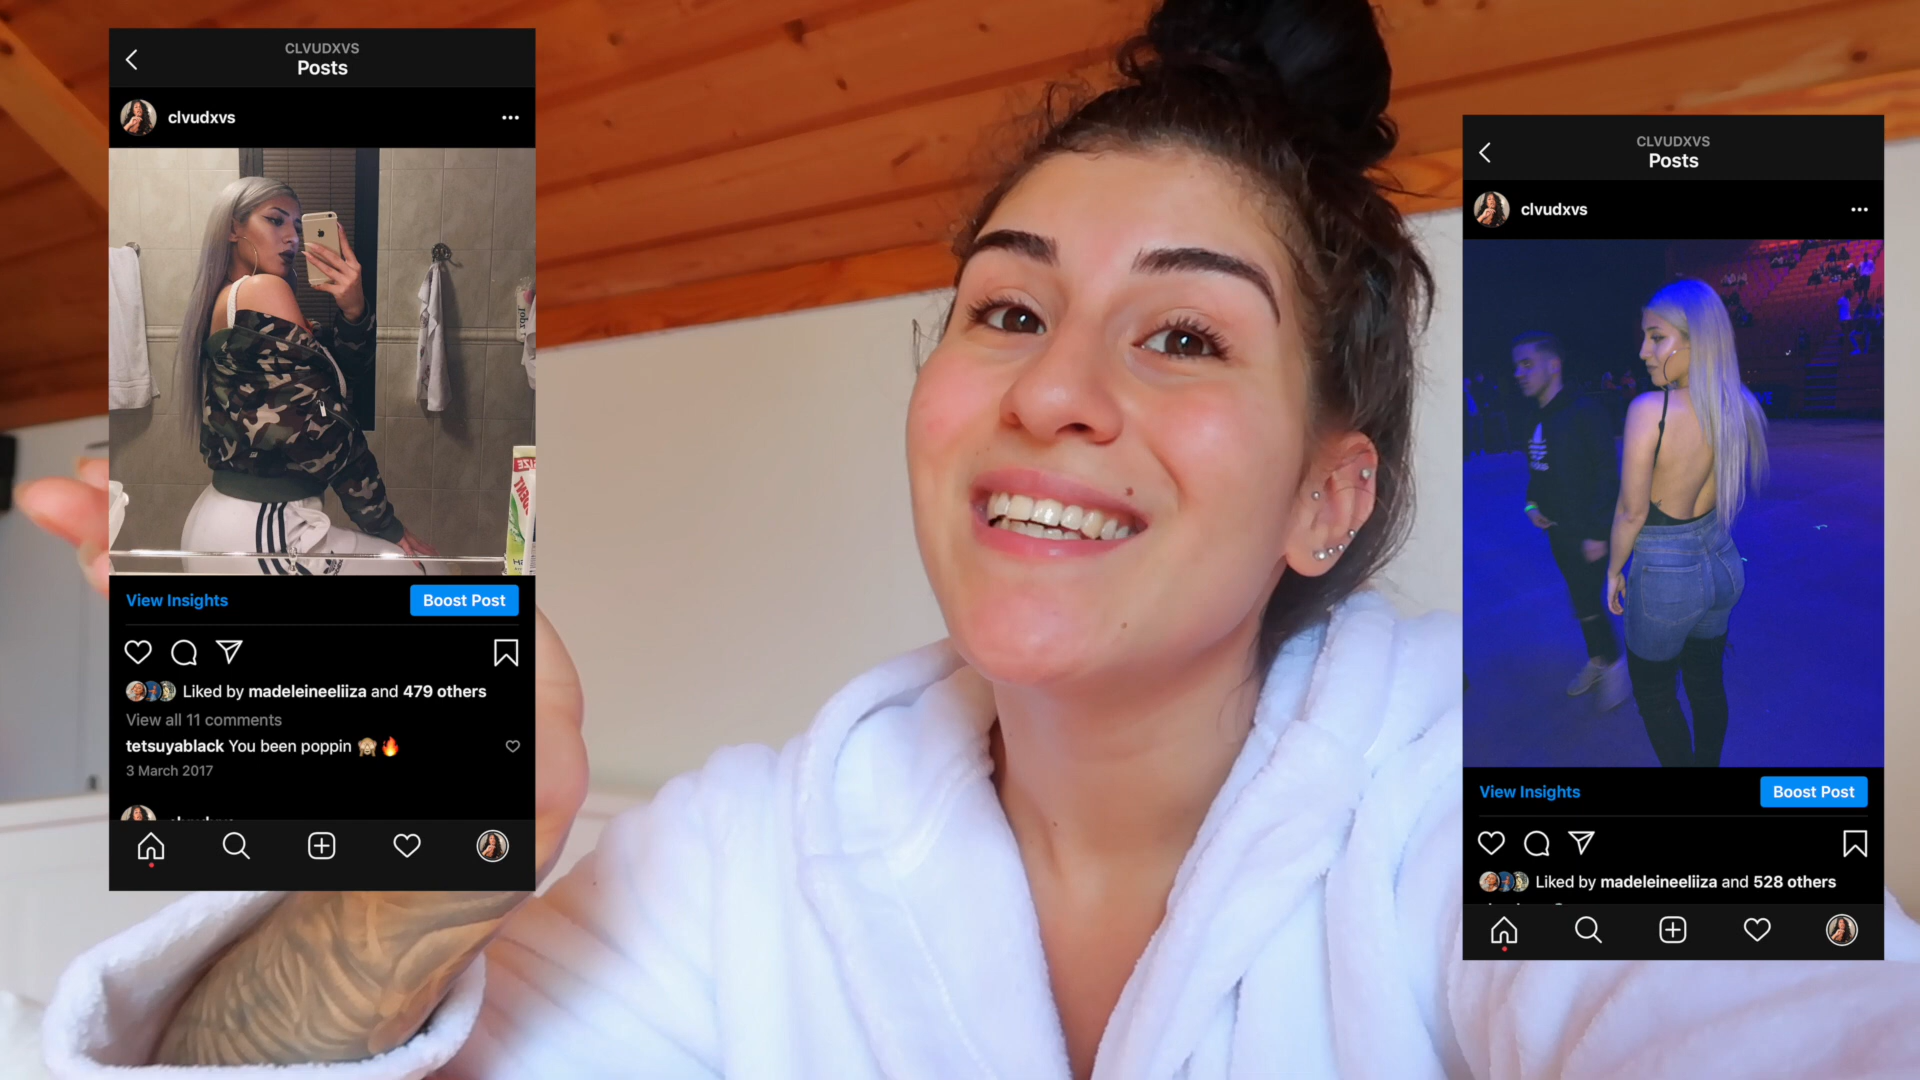 CLVUDXVS
Posts
clvudxvs
View Insights
Boost Post
Liked by madeleineeliiza and 479 others
View all 11 comments
tetsuyablack You been poppin 🙈🔥
3 March 2017
CLVUDXVS
Posts
clvudxvs
adidas
View Insights
Boost Post
Liked by madeleineeliiza and 528 others